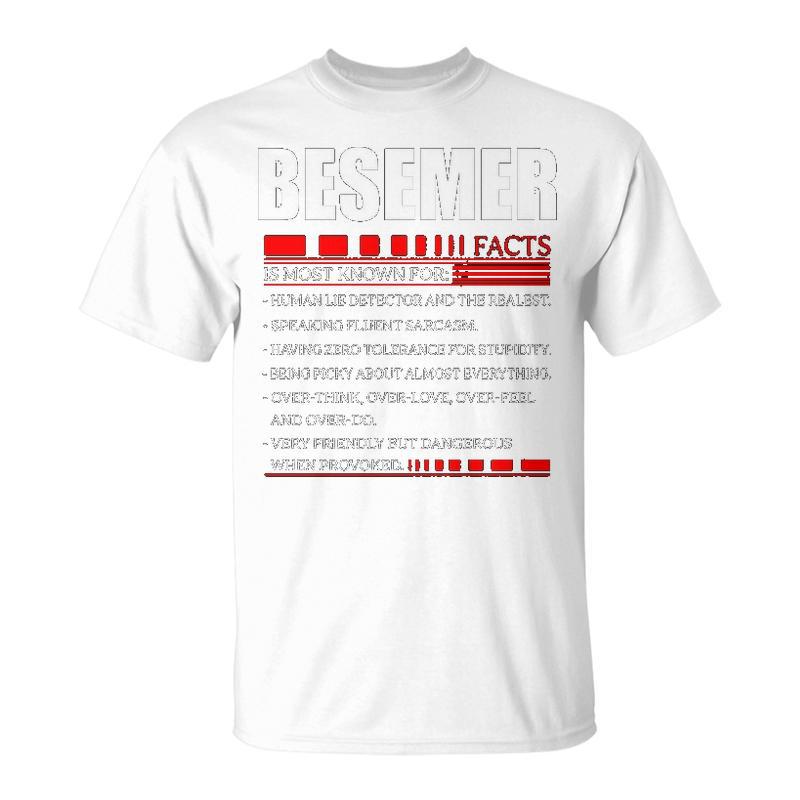 BESEMER
FACTS
IS MOST KNOWN FOR:
- HUMAN LIE DETECTOR AND THE REALEST.
- SPEAKING FLUENT SARCASM.
- HAVING ZERO TOLERANCE FOR STUPIDITY.
- BEING PICKY ABOUT ALMOST EVERYTHING.
- OVER-THINK, OVER-LOVE, OVER-FEEL
AND OVER-DO.
- VERY FRIENDLY BUT DANGEROUS
WHEN PROVOKED.